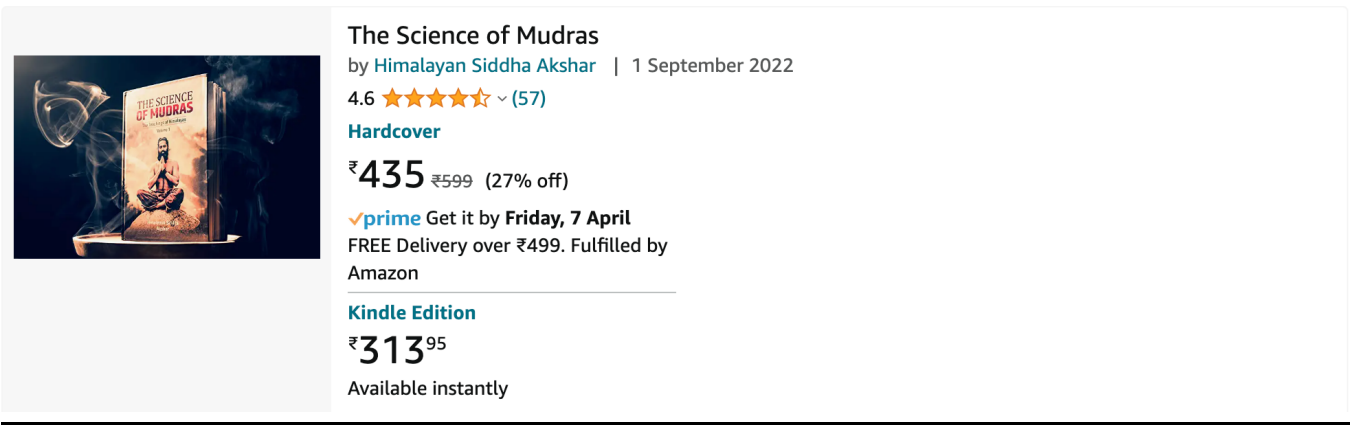 The Science of Mudras
by Himalayan Siddha Akshar | 1 September 2022
4.6 (57)
Hardcover
₹435 ₹599 (27% off)
prime Get it by Friday, 7 April
FREE Delivery over ₹499. Fulfilled by
Amazon
Kindle Edition
₹31395
Available instantly
THE SCIENCE
OF MUDRAS